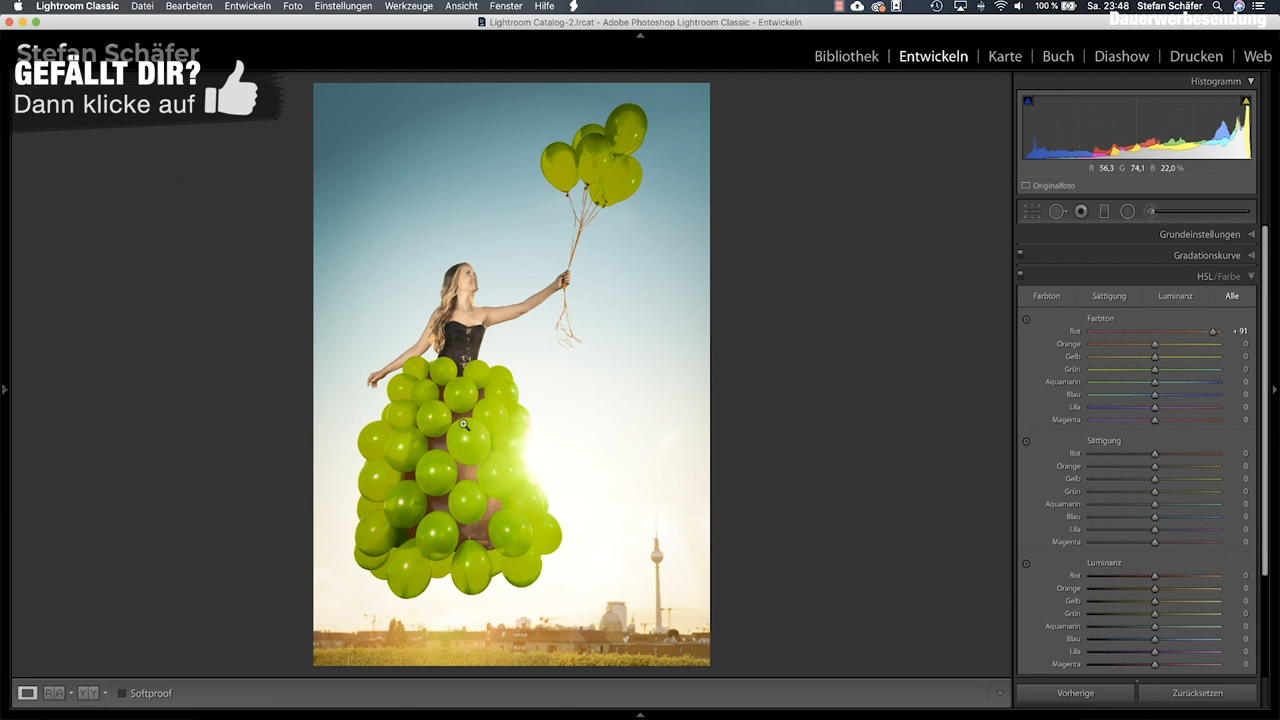 Lightroom Classic Datei Bearbeiten Entwickeln Foto Einstellungen Werkzeuge Ansicht Fenster Hilfe 100 % Sa. 23:48 Stefan Schäfer
Lightroom Catalog-2.lrcat - Adobe Photoshop Lightroom Classic - Entwickeln
Dauerwerbesendung
Stefan Schäfer
GEFÄLLT DIR?
Dann klicke auf
Bibliothek | Entwickeln | Karte | Buch | Diashow | Drucken | Web
Histogramm
R 56,3 G 74,1 B 22,0 %
Originalfoto
Grundeinstellungen
Gradationskurve
HSL/Farbe
Farbton Sättigung Luminanz Alle
Farbton
Rot +91
Orange 0
Gelb 0
Grün 0
Aquamarin 0
Blau 0
Lila 0
Magenta 0
Sättigung
Rot 0
Orange 0
Gelb 0
Grün 0
Aquamarin 0
Blau 0
Lila 0
Magenta 0
Luminanz
Rot 0
Orange 0
Gelb 0
Grün 0
Aquamarin 0
Blau 0
Lila 0
Magenta 0
RA YY Softproof
Vorherige Zurücksetzen